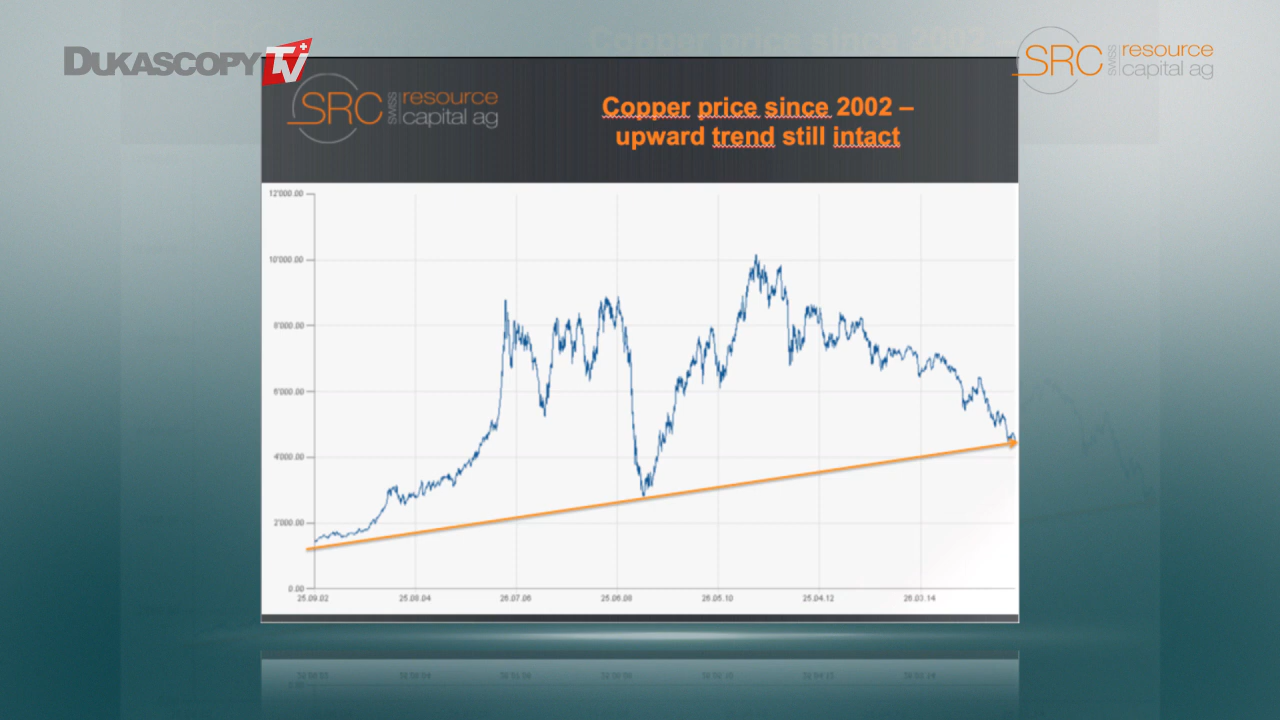 DUKASCOPY TV
SRC SWISS resource capital ag
SRC SWISS resource capital ag
Copper price since 2002 –
upward trend still intact
12'000.00
10'000.00
8'000.00
6'000.00
4'000.00
2'000.00
0.00
25.09.02 25.08.04 26.07.06 25.06.08 26.05.10 25.04.12 26.03.14